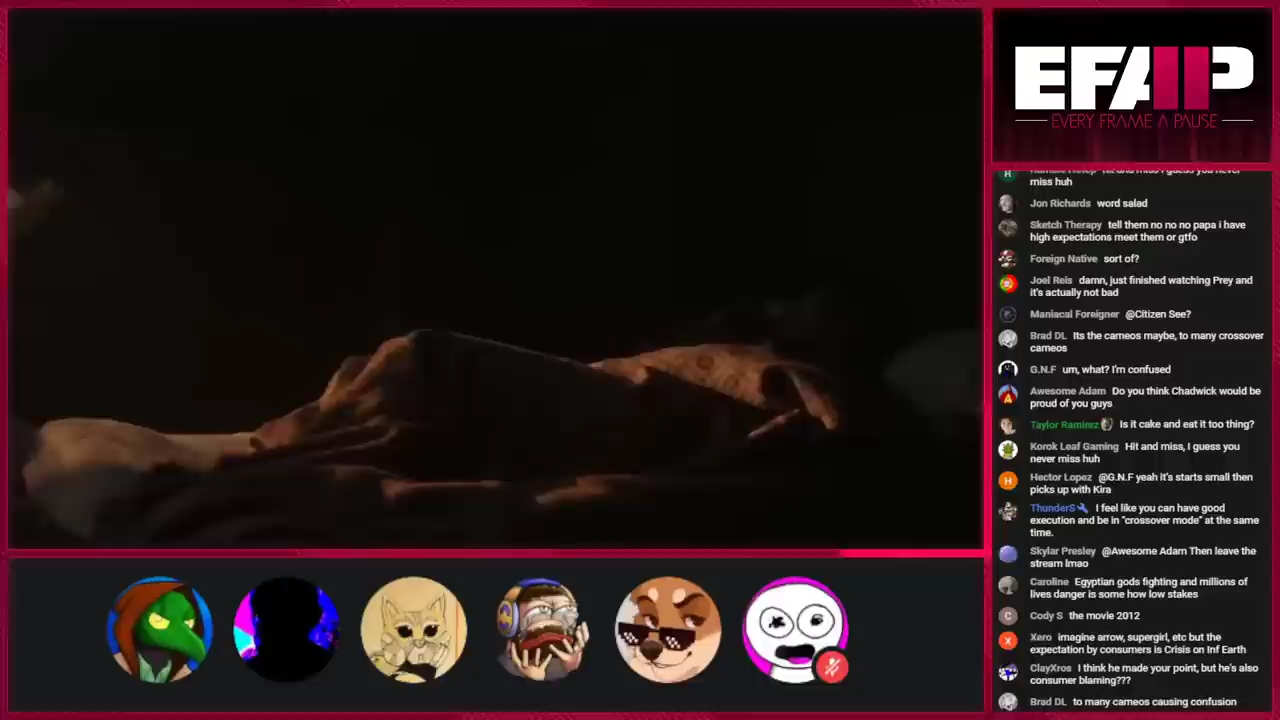 EFAP
EVERY FRAME A PAUSE
miss huh
Jon Richards word salad
Sketch Therapy tell them no no no papa i have
high expectations meet them or gtfo
Foreign Native sort of?
Joel Reis damn, just finished watching Prey and
it's actually not bad
Maniacal Foreigner @Citizen See?
Brad DL Its the cameos maybe, to many crossover
cameos
G.N.F um, what? I'm confused
Awesome Adam Do you think Chadwick would be
proud of you guys
Taylor Ramirez Is it cake and eat it too thing?
Korok Leaf Gaming Hit and miss, I guess you
never miss huh
H Hector Lopez @G.N.F yeah it's starts small then
picks up with Kira
ThunderS I feel like you can have good
execution and be in "crossover mode" at the same
time.
Skylar Presley @Awesome Adam Then leave the
stream lmao
Caroline Egyptian gods fighting and millions of
lives danger is some how low stakes
C Cody S the movie 2012
X Xero imagine arrow, supergirl, etc but the
expectation by consumers is Crisis on Inf Earth
ClayXros I think he made your point, but he's also
consumer blaming???
Brad DL to many cameos causing confusion